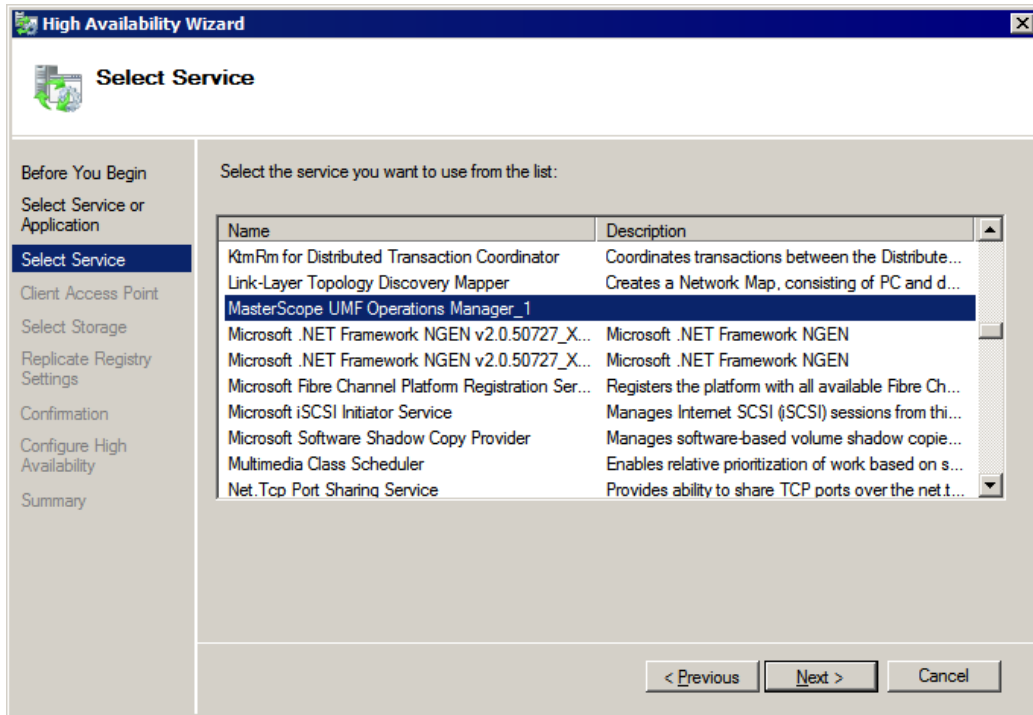 High Availability Wizard
Select Service
Before You Begin
Select Service or
Application
Select Service
Client Access Point
Select Storage
Replicate Registry
Settings
Confirmation
Configure High
Availability
Summary
Select the service you want to use from the list:
Name Description
KtmRm for Distributed Transaction Coordinator Coordinates transactions between the Distribute...
Link-Layer Topology Discovery Mapper Creates a Network Map, consisting of PC and d...
MasterScope UMF Operations Manager_1
Microsoft .NET Framework NGEN v2.0.50727_X... Microsoft .NET Framework NGEN
Microsoft .NET Framework NGEN v2.0.50727_X... Microsoft .NET Framework NGEN
Microsoft Fibre Channel Platform Registration Ser... Registers the platform with all available Fibre Ch...
Microsoft iSCSI Initiator Service Manages Internet SCSI (iSCSI) sessions from thi...
Microsoft Software Shadow Copy Provider Manages software-based volume shadow copie...
Multimedia Class Scheduler Enables relative prioritization of work based on s...
Net.Tcp Port Sharing Service Provides ability to share TCP ports over the net.t...
< Previous Next > Cancel